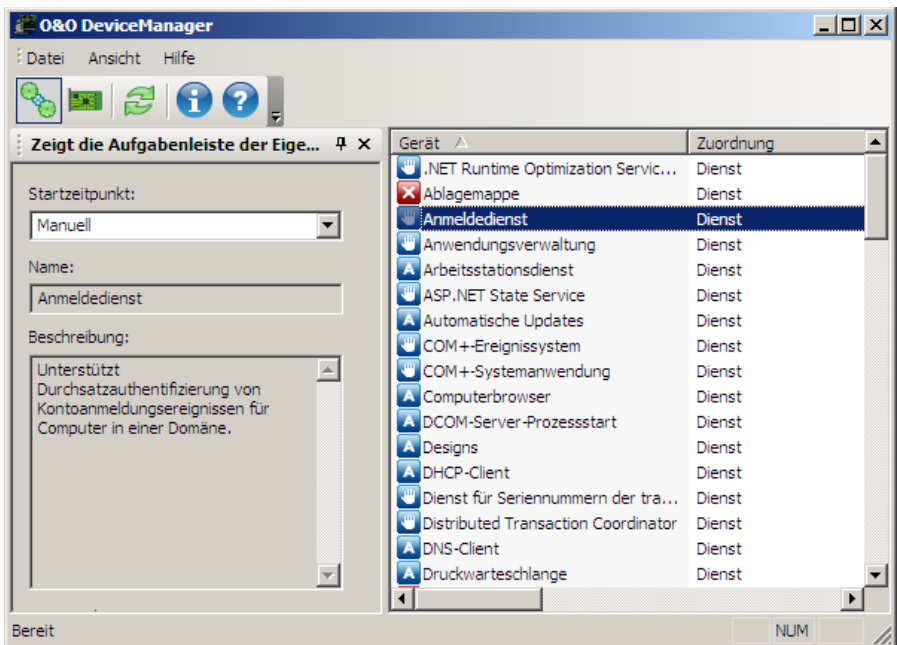 O&O DeviceManager
Datei Ansicht Hilfe
Zeigt die Aufgabenleiste der Eige...
Startzeitpunkt:
Manuell
Name:
Anmeldedienst
Beschreibung:
Unterstützt
Durchsatzauthentifizierung von
Kontoanmeldungsereignissen für
Computer in einer Domäne.
Gerät Zuordnung
.NET Runtime Optimization Servic... Dienst
Ablagemappe Dienst
Anmeldedienst Dienst
Anwendungsverwaltung Dienst
A Arbeitsstationsdienst Dienst
ASP.NET State Service Dienst
A Automatische Updates Dienst
COM+-Ereignissystem Dienst
COM+-Systemanwendung Dienst
A Computerbrowser Dienst
A DCOM-Server-Prozessstart Dienst
A Designs Dienst
A DHCP-Client Dienst
Dienst für Seriennummern der tra... Dienst
Distributed Transaction Coordinator Dienst
A DNS-Client Dienst
A Druckwarteschlange Dienst
Bereit NUM